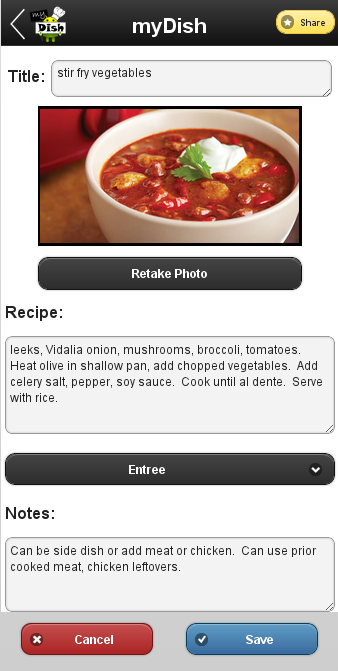 Dish
myDish
Share
Title:
stir fry vegetables
Retake Photo
Recipe:
leeks, Vidalia onion, mushrooms, broccoli, tomatoes.
Heat olive in shallow pan, add chopped vegetables.  Add
celery salt, pepper, soy sauce.  Cook until al dente.  Serve
with rice.
Entree
Notes:
Can be side dish or add meat or chicken.  Can use prior
cooked meat, chicken leftovers.
Cancel
Save